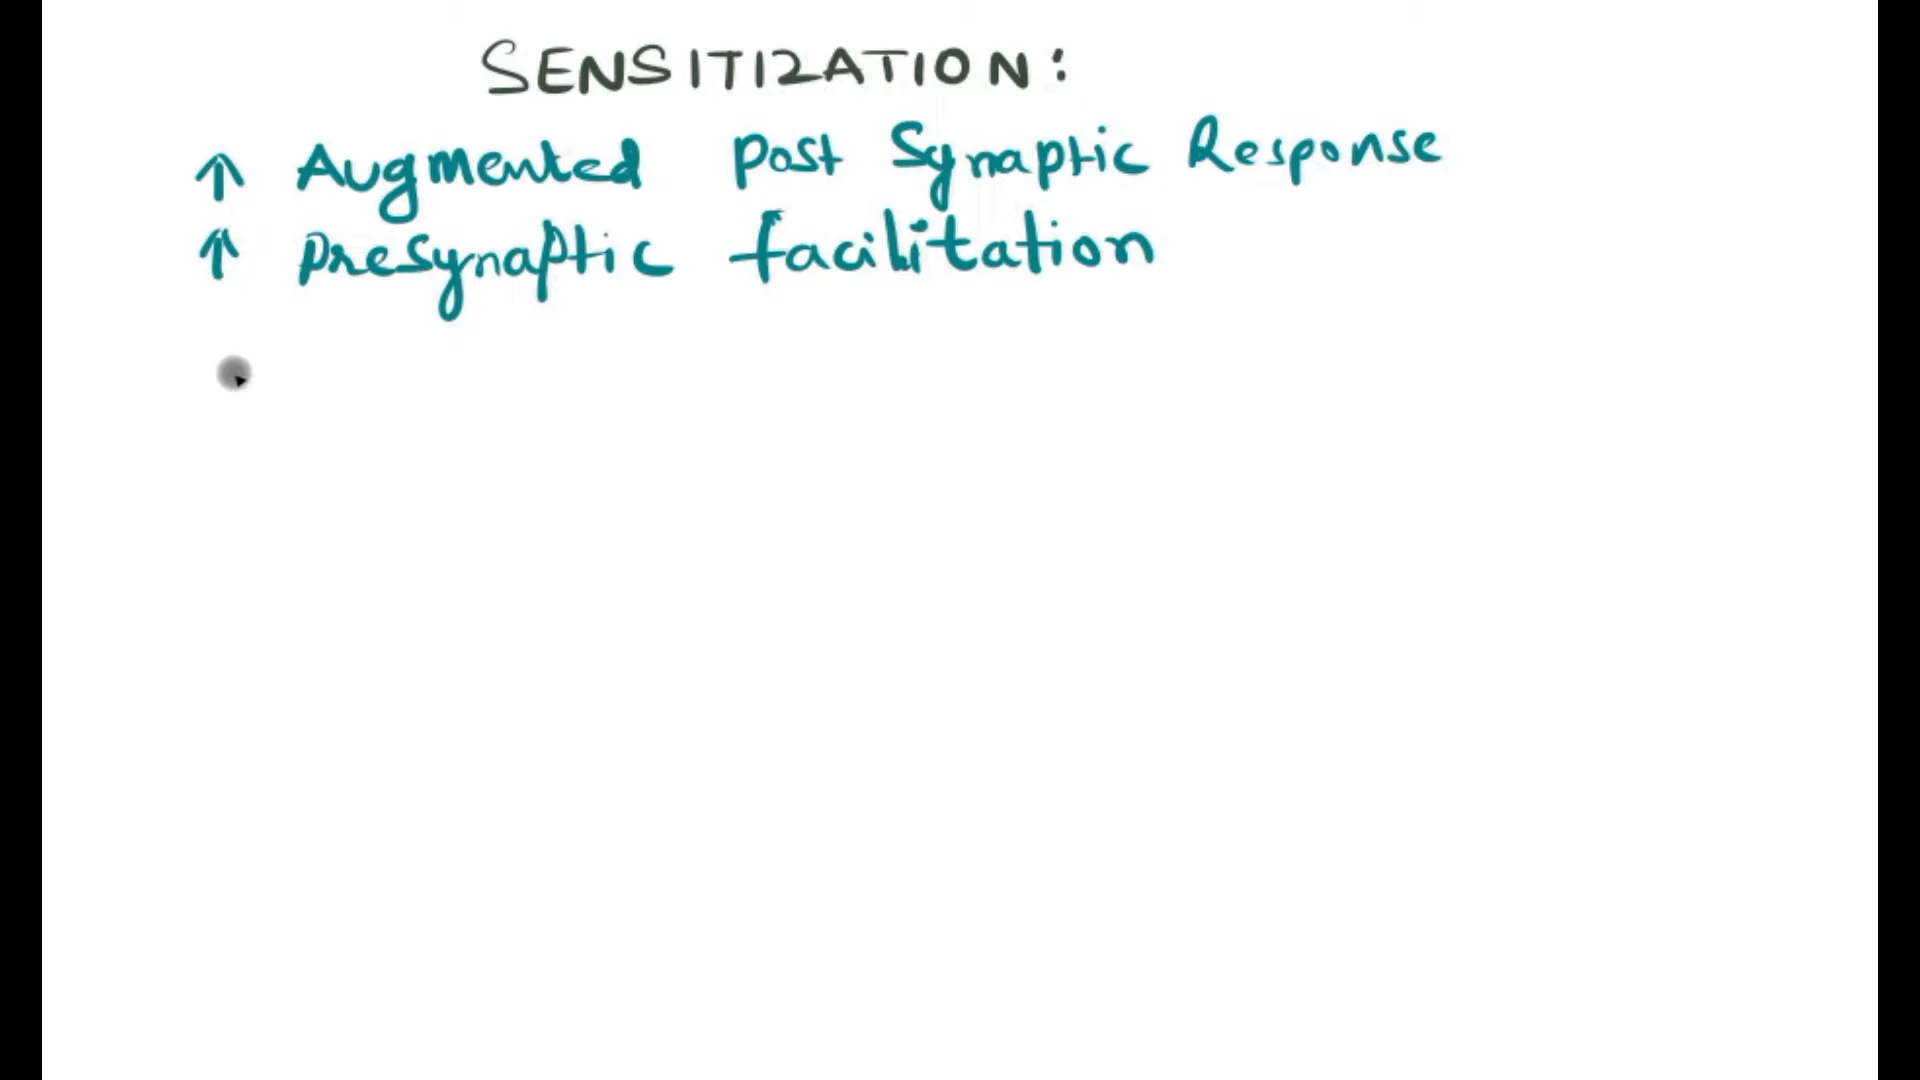 SENSITIZATION:
↑ Augmented Post Synaptic Response
↑ Presynaptic facilitation